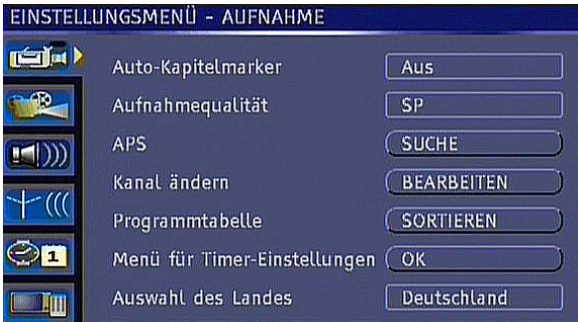 EINSTELLUNGSMENÜ - AUFNAHME
Auto-Kapitelmarker Aus
Aufnahmequalität SP
APS SUCHE
Kanal ändern BEARBEITEN
Programmtabelle SORTIEREN
Menü für Timer-Einstellungen OK
1
Auswahl des Landes Deutschland